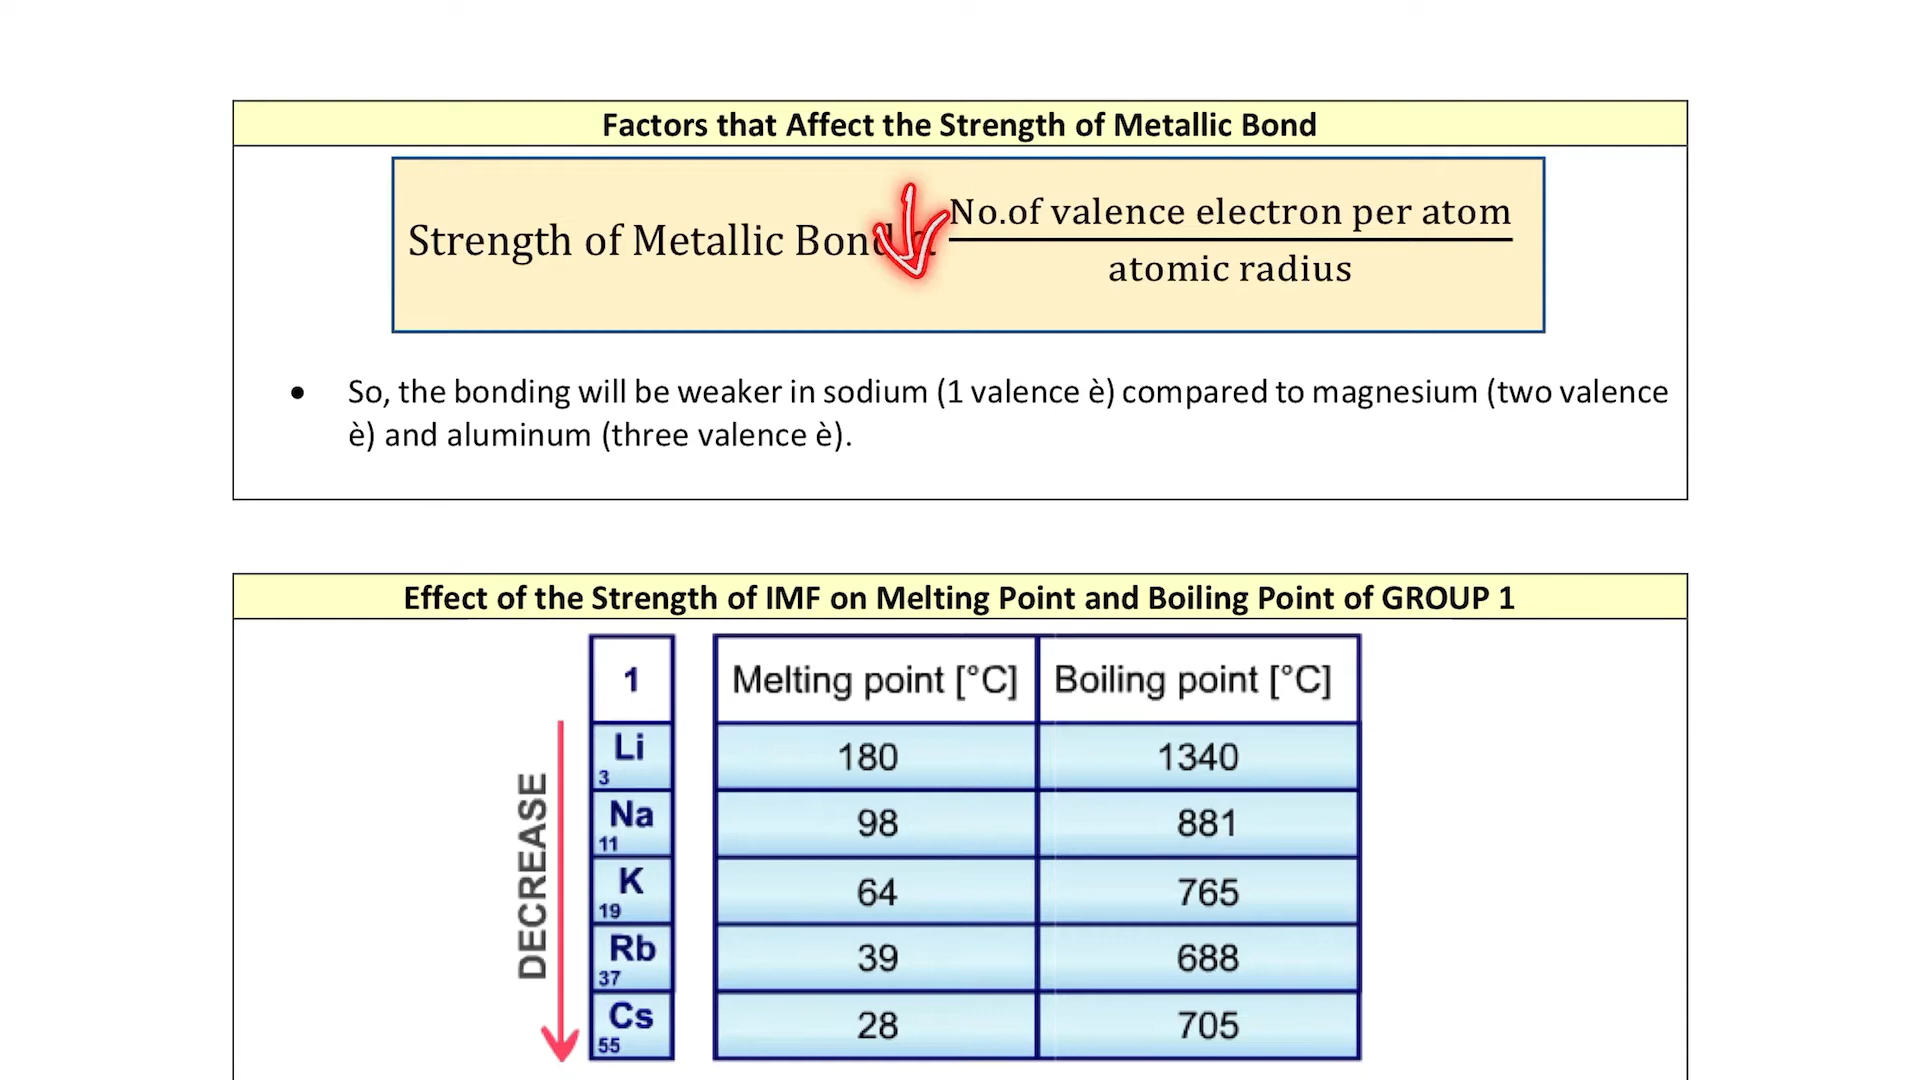 Factors that Affect the Strength of Metallic Bond
Strength of Metallic Bond α No.of valence electron per atom
atomic radius
• So, the bonding will be weaker in sodium (1 valence è) compared to magnesium (two valence
è) and aluminum (three valence è).
Effect of the Strength of IMF on Melting Point and Boiling Point of GROUP 1
1 Melting point [°C] Boiling point [°C]
DECREASE
Li 3 180 1340
Na 11 98 881
K 19 64 765
Rb 37 39 688
Cs 55 28 705